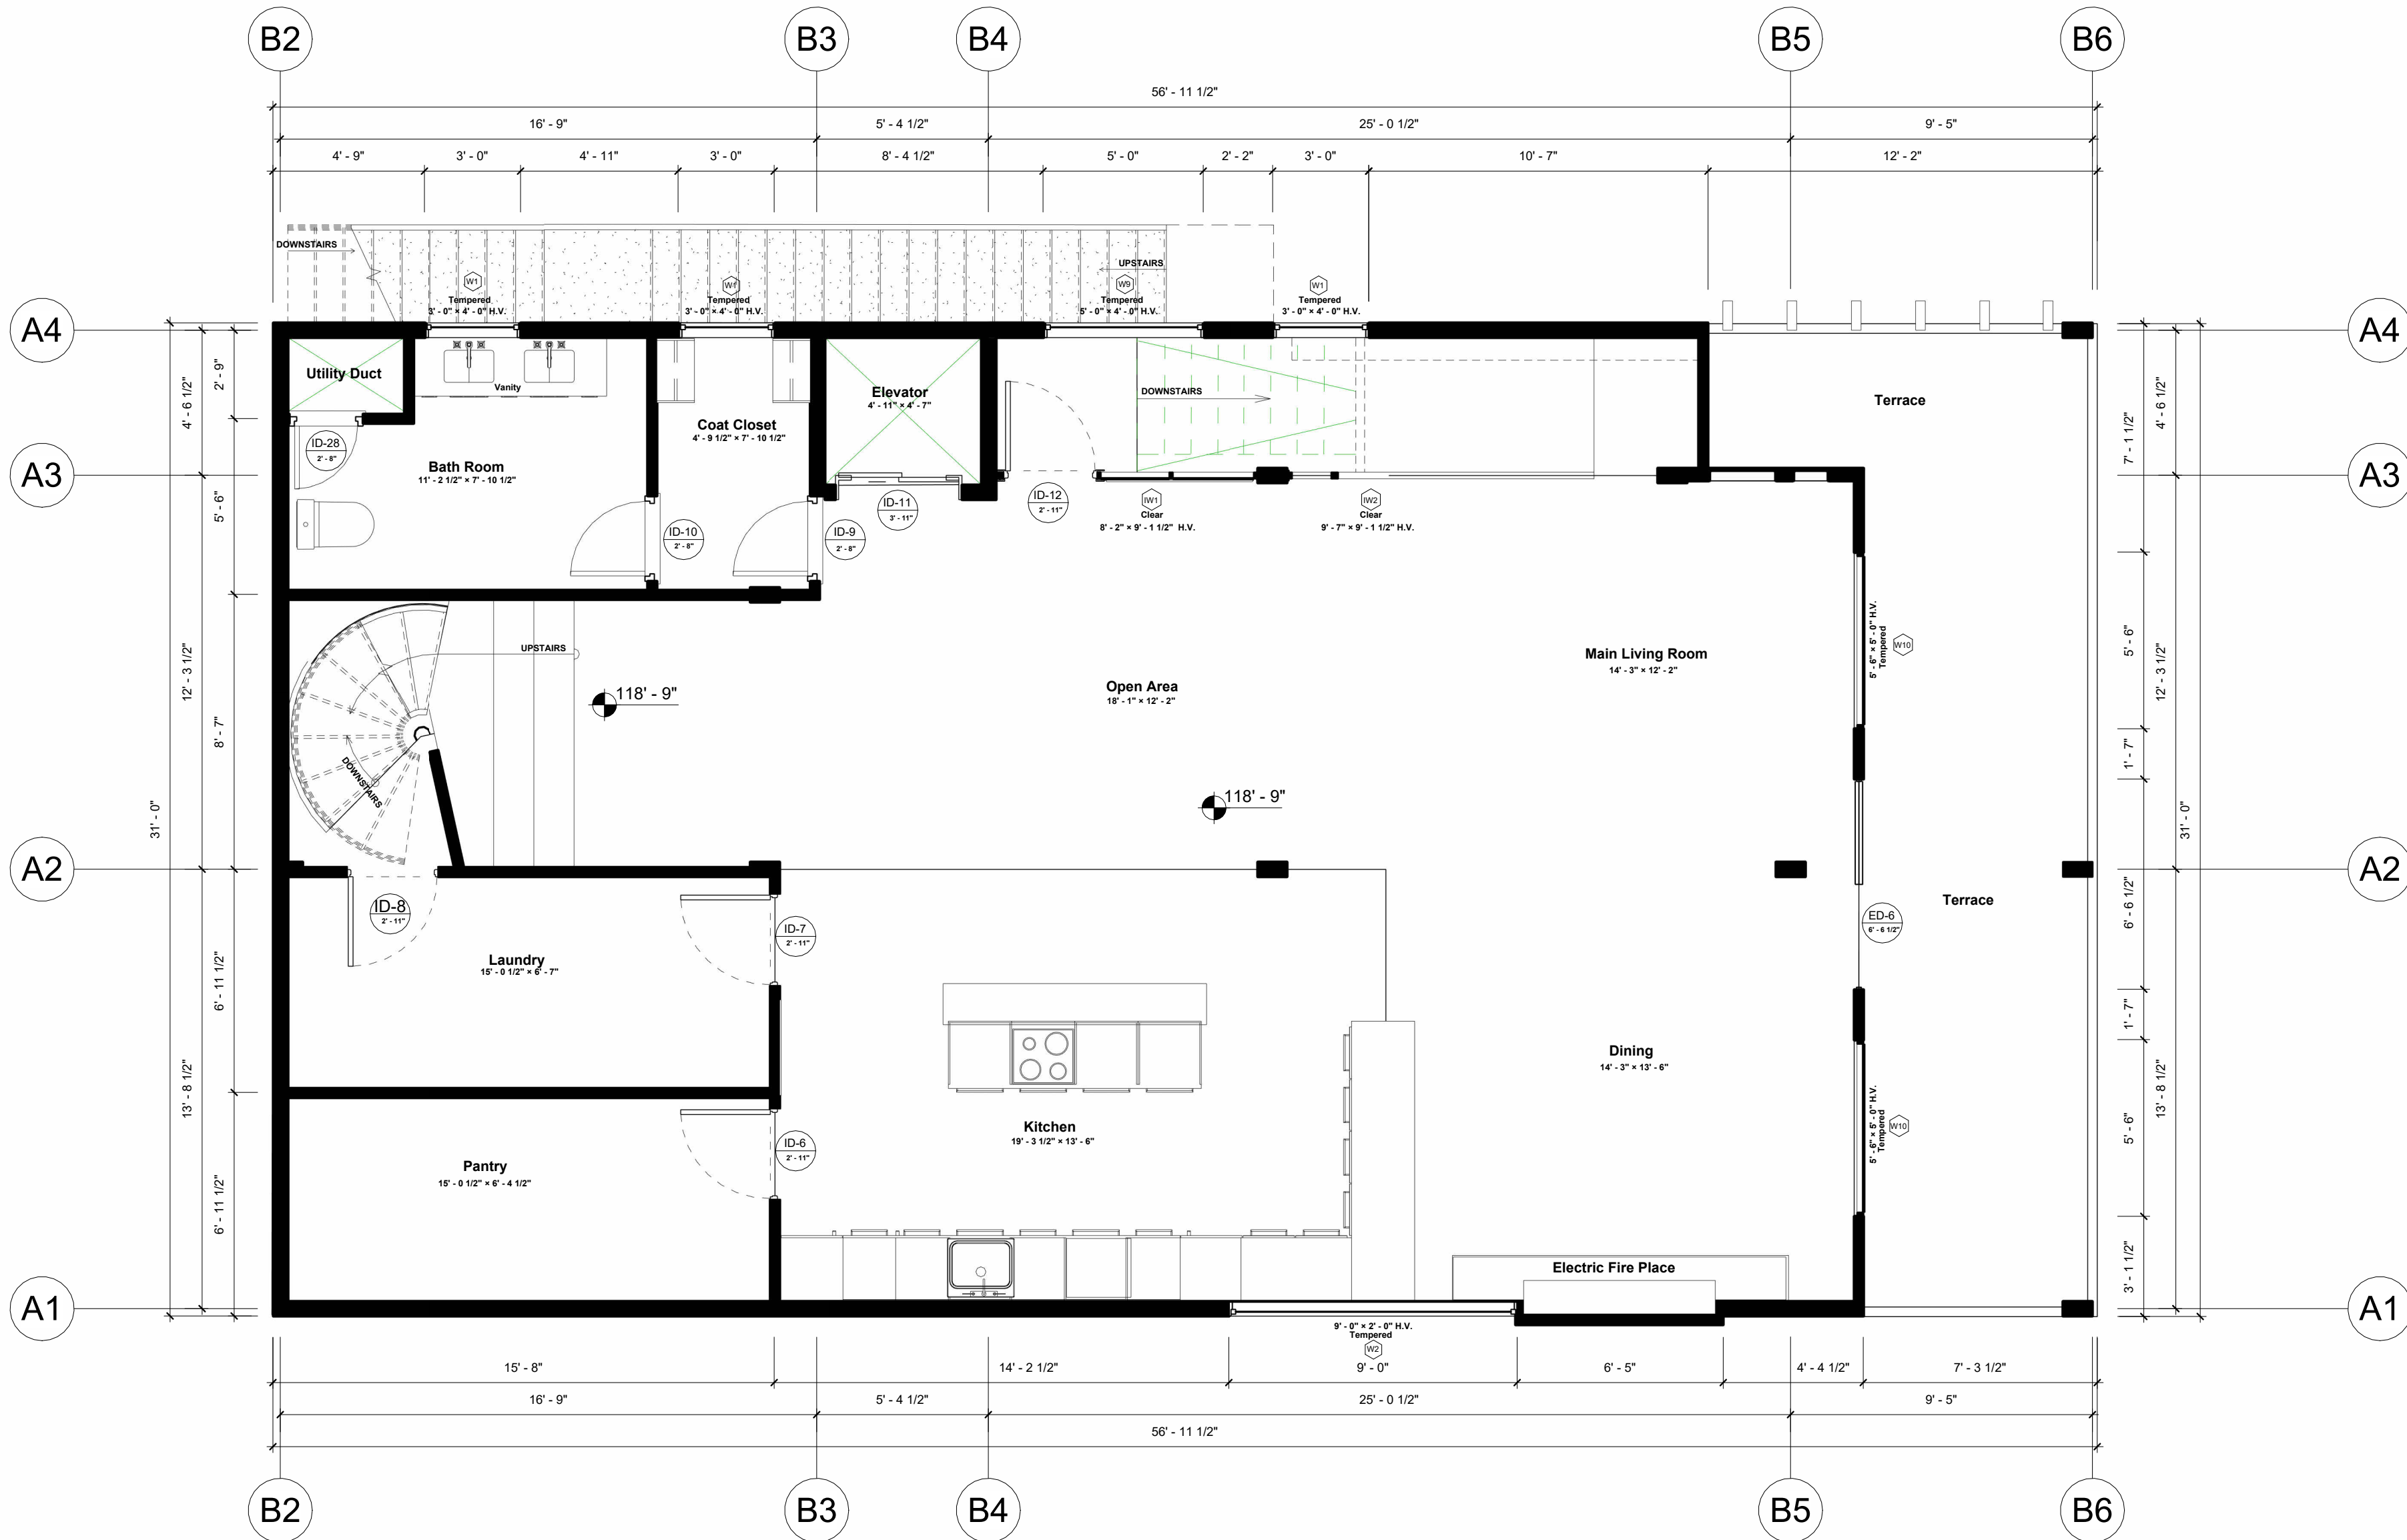 B2
B3
B4
B5
B6
56' - 11 1/2"
16' - 9"
5' - 4 1/2"
25' - 0 1/2"
9' - 5"
4' - 9"
3' - 0"
4' - 11"
3' - 0"
8' - 4 1/2"
5' - 0"
2' - 2"
3' - 0"
10' - 7"
12' - 2"
DOWNSTAIRS
UPSTAIRS
W1
Tempered
3' - 0" × 4' - 0" H.V.
W1
Tempered
3' - 0" × 4' - 0" H.V.
W9
Tempered
5' - 0" × 4' - 0" H.V.
W1
Tempered
3' - 0" × 4' - 0" H.V.
A4
A4
Utility Duct
Vanity
Elevator
4' - 11" × 4' - 7"
DOWNSTAIRS
Terrace
Coat Closet
4' - 9 1/2" × 7' - 10 1/2"
ID-28
2' - 8"
Bath Room
11' - 2 1/2" × 7' - 10 1/2"
A3
A3
ID-11
3' - 11"
ID-12
2' - 11"
IW1
Clear
8' - 2" × 9' - 1 1/2" H.V.
IW2
Clear
9' - 7" × 9' - 1 1/2" H.V.
ID-10
2' - 8"
ID-9
2' - 8"
UPSTAIRS
DOWNSTAIRS
118' - 9"
Open Area
18' - 1" × 12' - 2"
Main Living Room
14' - 3" × 12' - 2"
5' - 6" × 5' - 0" H.V.
Tempered
W10
118' - 9"
A2
A2
ID-8
2' - 11"
ID-7
2' - 11"
ED-6
6' - 6 1/2"
Terrace
Laundry
15' - 0 1/2" × 6' - 7"
Dining
14' - 3" × 13' - 6"
Kitchen
19' - 3 1/2" × 13' - 6"
ID-6
2' - 11"
Pantry
15' - 0 1/2" × 6' - 4 1/2"
5' - 6" × 5' - 0" H.V.
Tempered
W10
Electric Fire Place
A1
A1
9' - 0" × 2' - 0" H.V.
Tempered
W2
31' - 0"
4' - 6 1/2"
12' - 3 1/2"
13' - 8 1/2"
2' - 9"
5' - 6"
8' - 7"
6' - 11 1/2"
6' - 11 1/2"
7' - 1 1/2"
5' - 6"
1' - 7"
6' - 6 1/2"
1' - 7"
5' - 6"
3' - 1 1/2"
4' - 6 1/2"
12' - 3 1/2"
13' - 8 1/2"
31' - 0"
15' - 8"
14' - 2 1/2"
9' - 0"
6' - 5"
4' - 4 1/2"
7' - 3 1/2"
16' - 9"
5' - 4 1/2"
25' - 0 1/2"
9' - 5"
56' - 11 1/2"
B2
B3
B4
B5
B6